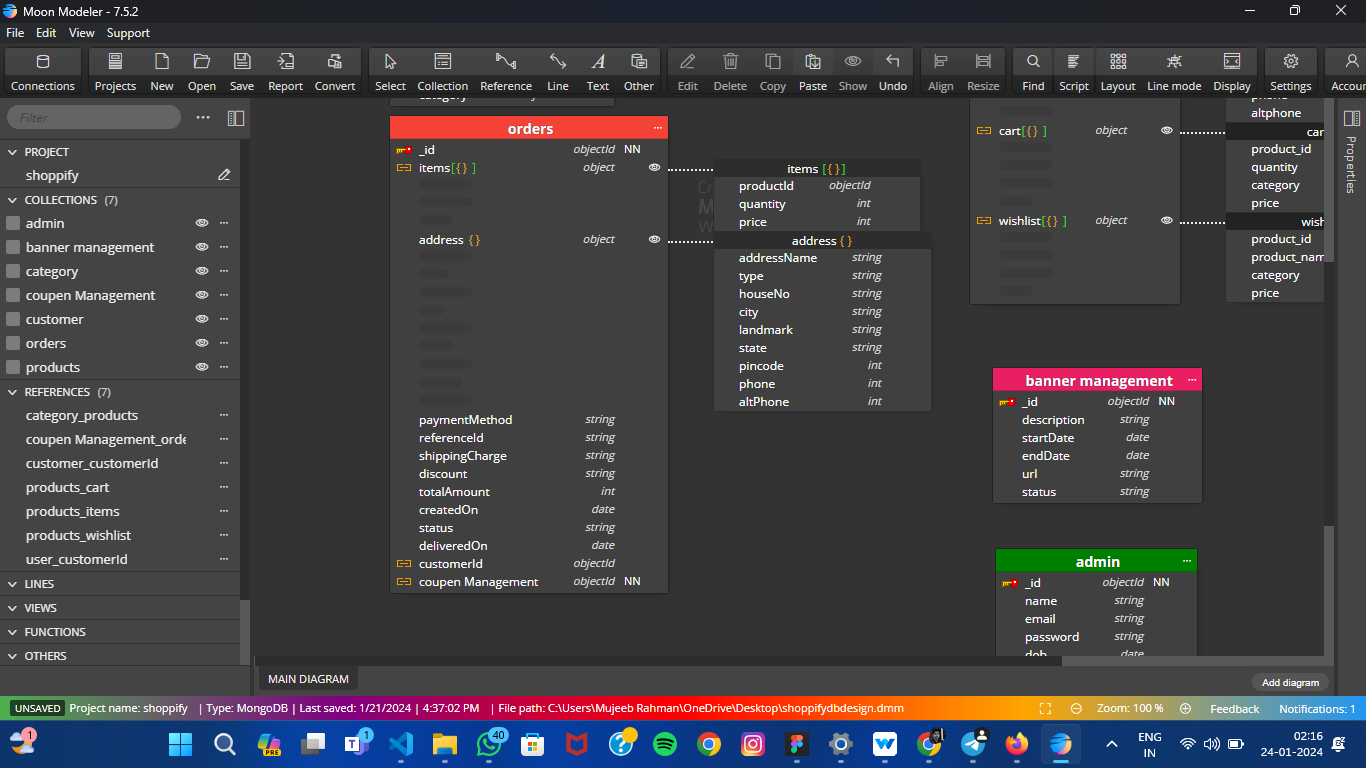 Moon Modeler - 7.5.2
File Edit View Support
Connections Projects New Open Save Report Convert Select Collection Reference Line Text Other Edit Delete Copy Paste Show Undo Align Resize Find Script Layout Line mode Display Settings Accour
Filter
PROJECT
shoppify
COLLECTIONS (7)
admin
banner management
category
coupen Management
customer
orders
products
REFERENCES (7)
category_products
coupen Management_orde
customer_customerId
products_cart
products_items
products_wishlist
user_customerId
LINES
VIEWS
FUNCTIONS
OTHERS
orders
_id objectId NN
items[{} ] object
address {} object
paymentMethod string
referenceId string
shippingCharge string
discount string
totalAmount int
createdOn date
status string
deliveredOn date
customerId objectId
coupen Management objectId NN
items [{}]
productId objectId
quantity int
price int
address {}
addressName string
type string
houseNo string
city string
landmark string
state string
pincode int
phone int
altPhone int
cart[{} ] object
wishlist[{} ] object
altphone
car
product_id
quantity
category
price
wish
product_id
product_nam
category
price
banner management
_id objectId NN
description string
startDate date
endDate date
url string
status string
admin
_id objectId NN
name string
email string
password string
dob date
Properties
MAIN DIAGRAM
Add diagram
UNSAVED Project name: shoppify | Type: MongoDB | Last saved: 1/21/2024 | 4:37:02 PM | File path: C:\Users\Mujeeb Rahman\OneDrive\Desktop\shoppifydbdesign.dmm Zoom: 100 % Feedback Notifications: 1
1
PRE
1
40
ENG
IN
02:16
24-01-2024